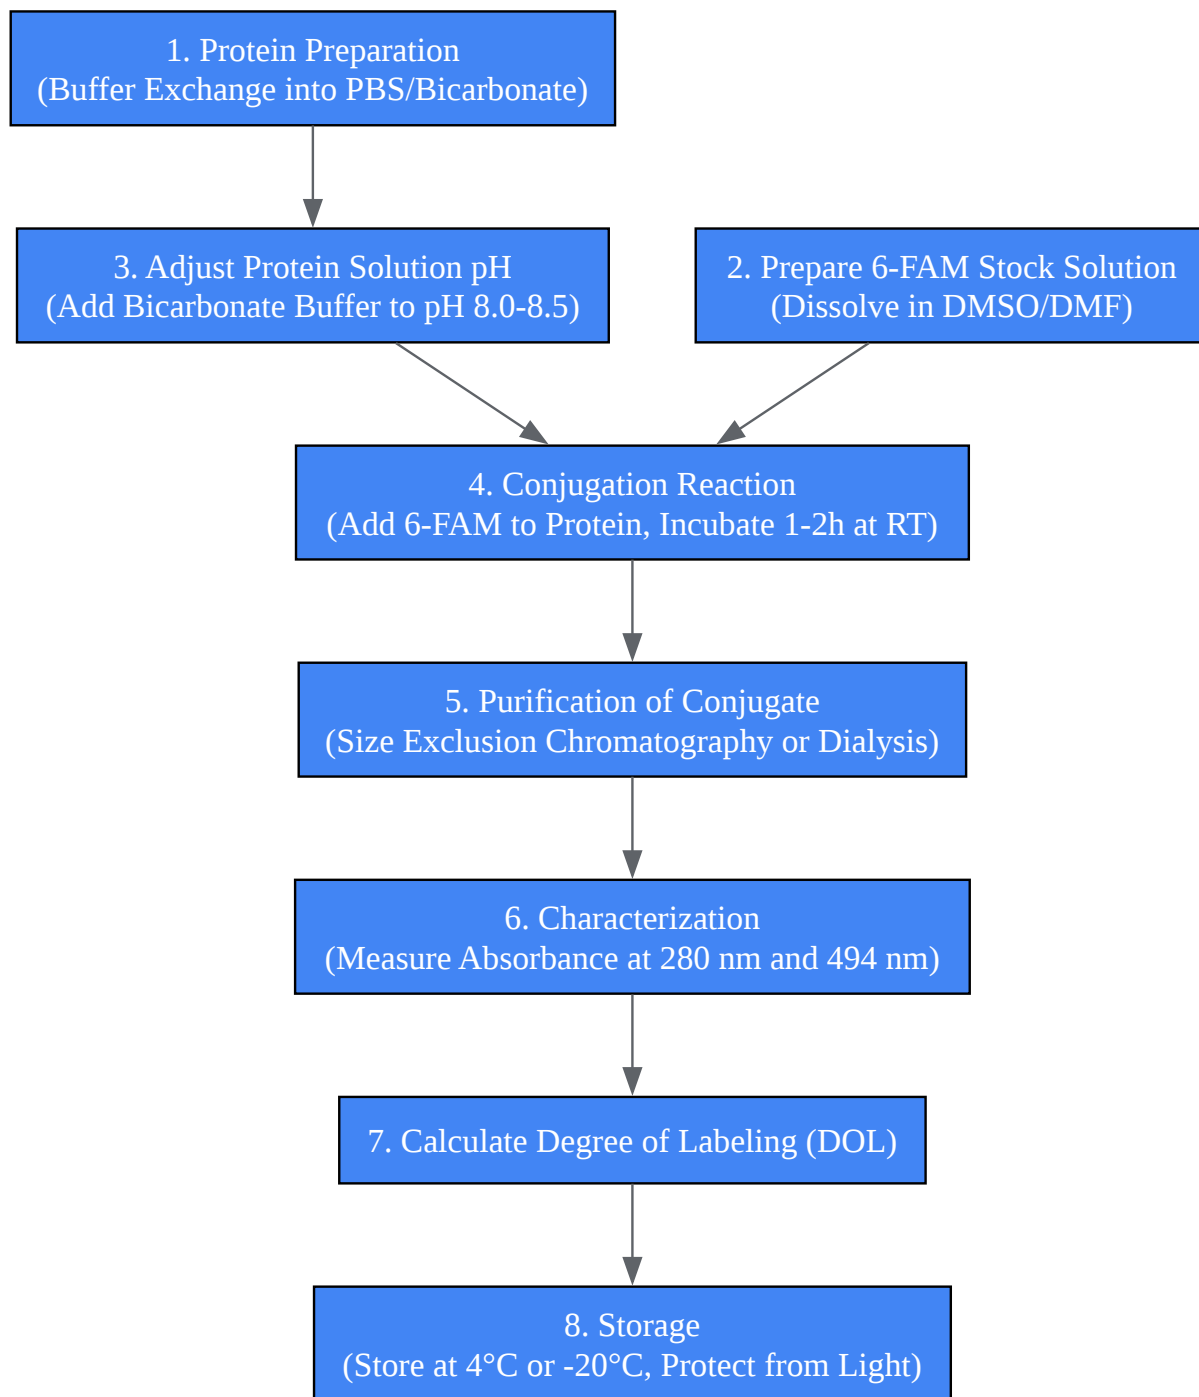 1. Protein Preparation
(Buffer Exchange into PBS/Bicarbonate)
3. Adjust Protein Solution pH
(Add Bicarbonate Buffer to pH 8.0-8.5)
2. Prepare 6-FAM Stock Solution
(Dissolve in DMSO/DMF)
4. Conjugation Reaction
(Add 6-FAM to Protein, Incubate 1-2h at RT)
5. Purification of Conjugate
(Size Exclusion Chromatography or Dialysis)
6. Characterization
(Measure Absorbance at 280 nm and 494 nm)
7. Calculate Degree of Labeling (DOL)
8. Storage
(Store at 4°C or -20°C, Protect from Light)